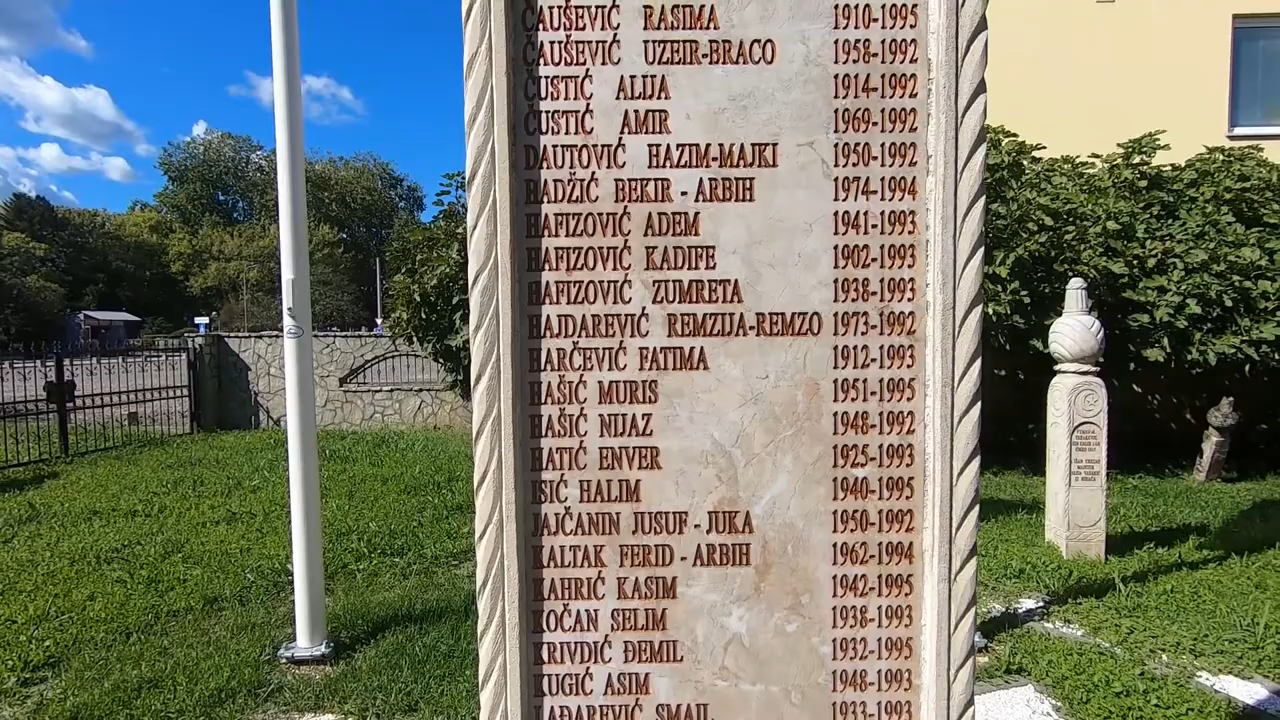 ČAUŠEVIĆ RASIMA 1910-1995
ČAUŠEVIĆ UZEIR-BRACO 1958-1992
ČUSTIĆ ALIJA 1914-1992
ČUSTIĆ AMIR 1969-1992
DAUTOVIĆ HAZIM-MAJKI 1950-1992
HADŽIĆ BEKIR - ARBIH 1974-1994
HAFIZOVIĆ ADEM 1941-1993
HAFIZOVIĆ KADIFE 1902-1993
HAFIZOVIĆ ZUMRETA 1938-1993
HAJDAREVIĆ REMZIJA-REMZO 1973-1992
HARČEVIĆ FATIMA 1912-1993
HAŠIĆ MURIS 1951-1995
HAŠIĆ NIJAZ 1948-1992
HATIĆ ENVER 1925-1993
ISIĆ HALIM 1940-1995
JAJČANIN JUSUF - JUKA 1950-1992
KALTAK FERID - ARBIH 1962-1994
KAHRIĆ KASIM 1942-1995
KOČAN SELIM 1938-1993
KRIVDIĆ ĐEMIL 1932-1995
KUGIĆ ASIM 1948-1993
LAĐAREVIĆ SMAIL 1933-1993